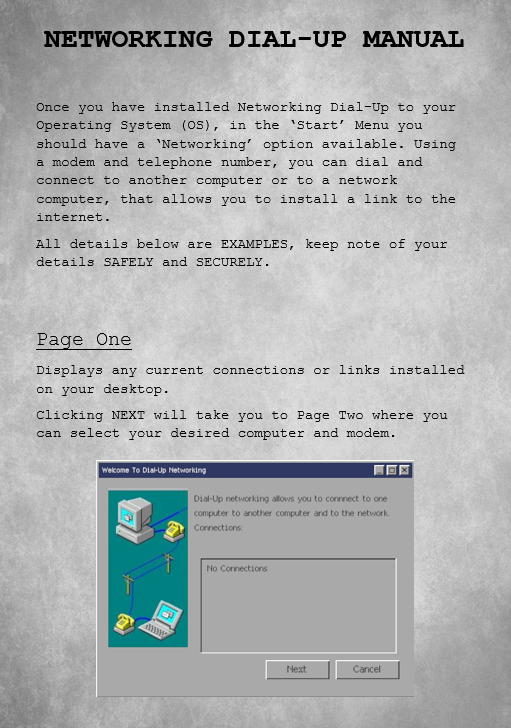 NETWORKING DIAL-UP MANUAL
Once you have installed Networking Dial-Up to your
Operating System (OS), in the ‘Start’ Menu you
should have a ‘Networking’ option available. Using
a modem and telephone number, you can dial and
connect to another computer or to a network
computer, that allows you to install a link to the
internet.
All details below are EXAMPLES, keep note of your
details SAFELY and SECURELY.
Page One
Displays any current connections or links installed
on your desktop.
Clicking NEXT will take you to Page Two where you
can select your desired computer and modem.
Welcome To Dial-Up Networking
Dial-Up networking allows you to connnect to one
computer to another computer and to the network.
Connections:
No Connections
Next
Cancel